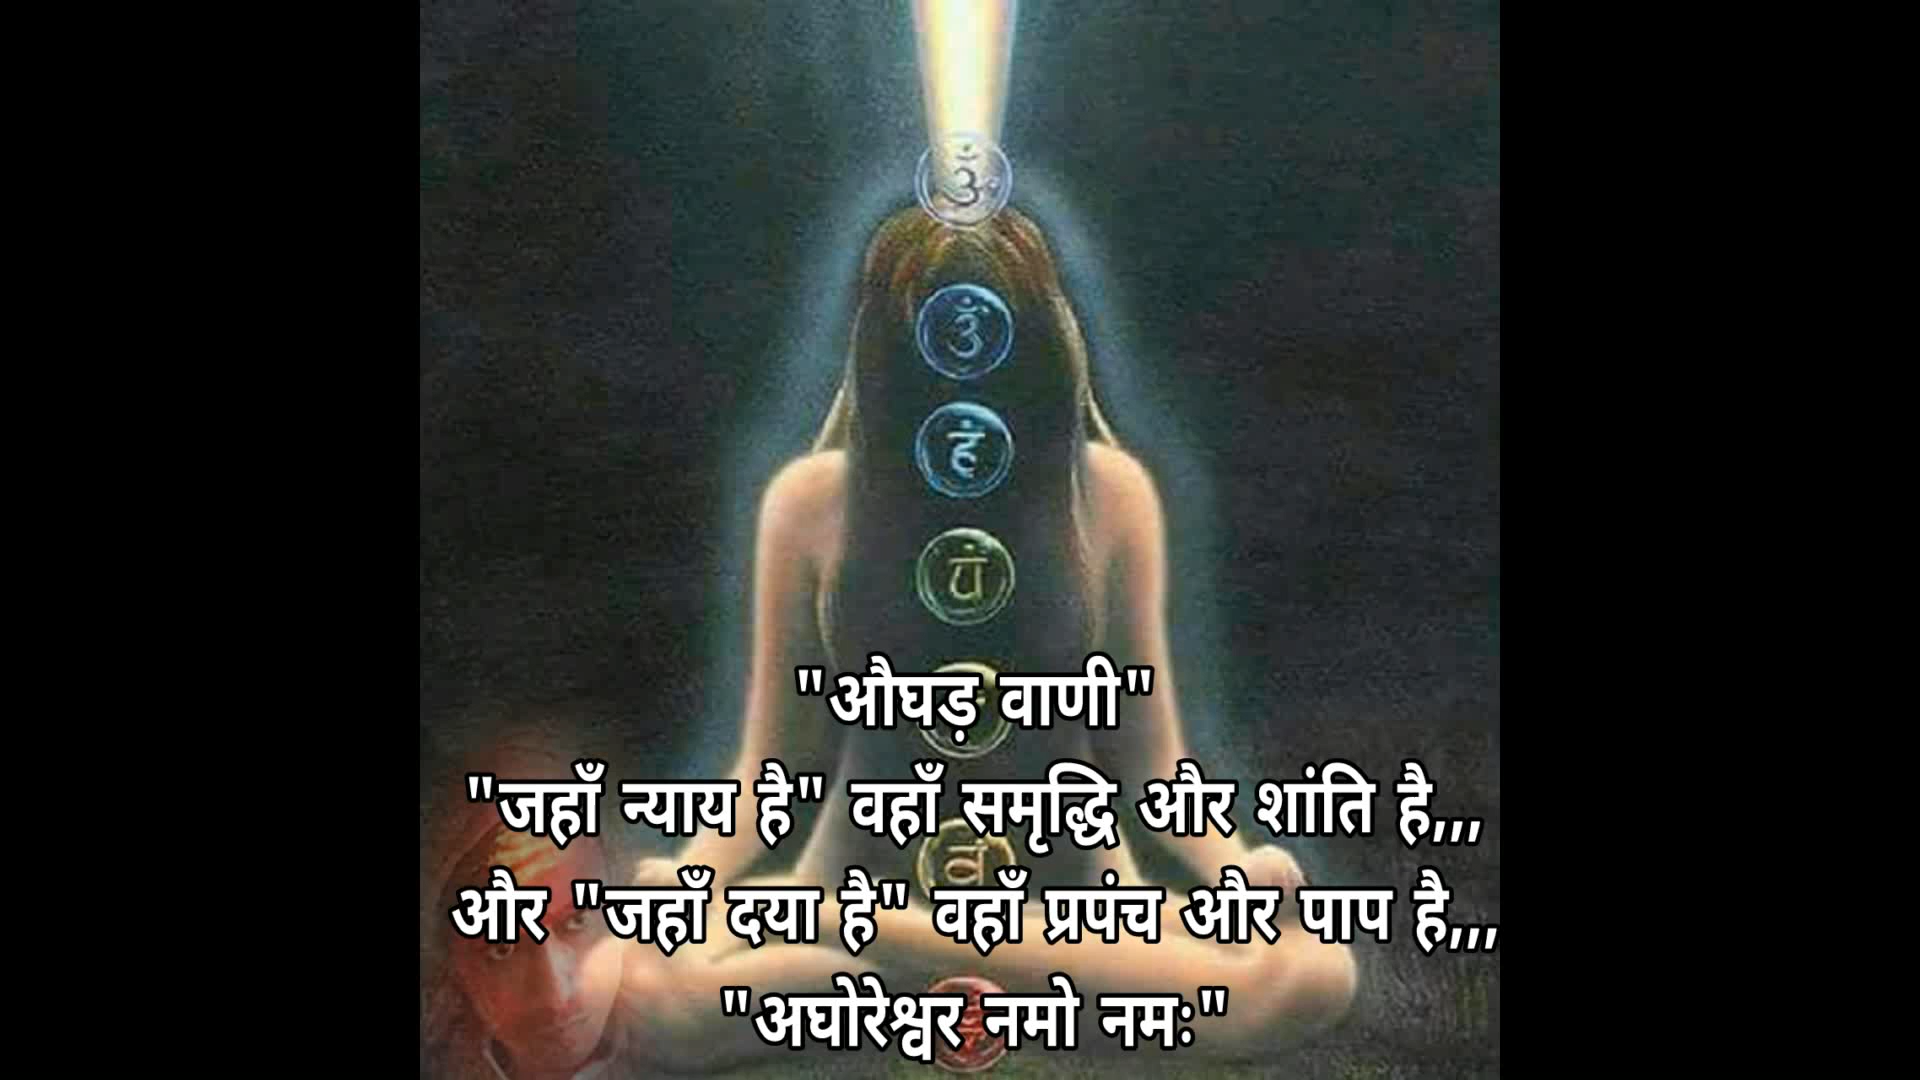 ॐ
ॐ
हं
यं
"औघड़ वाणी"
"जहाँ न्याय है" वहाँ समृद्धि और शांति है,,,
वं
और "जहाँ दया है" वहाँ प्रपंच और पाप है,,,
"अघोरेश्वर नमो नमः"